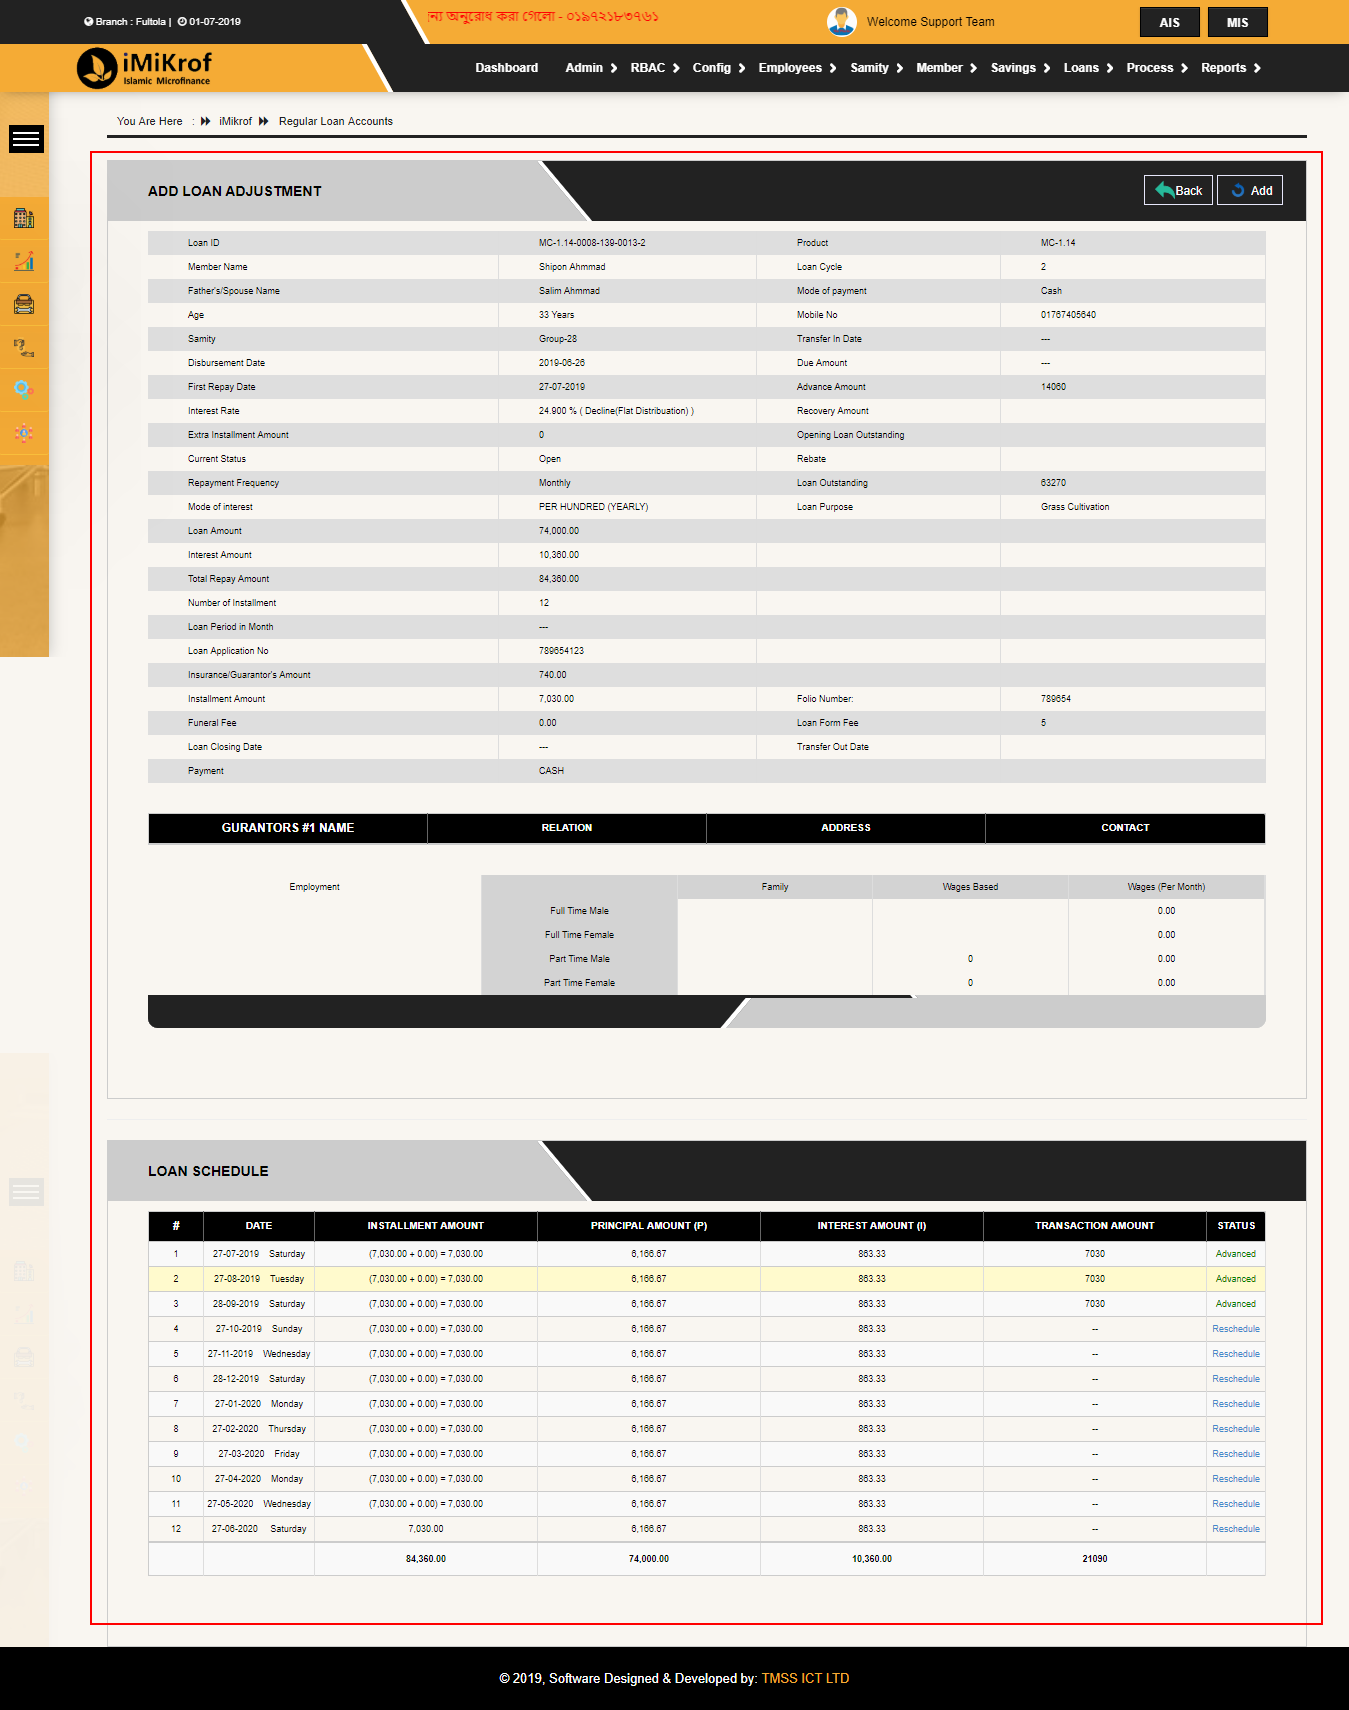 Branch : Fultola | 01-07-2019
অনুরোধ করা গেলো - ০১৯৭২১৮৩৭৬১
Welcome Support Team
AIS MIS
iMiKrof
Islamic Microfinance
Dashboard Admin RBAC Config Employees Samity Member Savings Loans Process Reports
You Are Here : iMikrof Regular Loan Accounts
ADD LOAN ADJUSTMENT
Back Add
Loan ID MC-1.14-0008-139-0013-2 Product MC-1.14
Member Name Shipon Ahmmad Loan Cycle 2
Father's/Spouse Name Salim Ahmmad Mode of payment Cash
Age 33 Years Mobile No 01767405640
Samity Group-28 Transfer In Date ---
Disbursement Date 2019-06-26 Due Amount ---
First Repay Date 27-07-2019 Advance Amount 14060
Interest Rate 24.900 % ( Decline(Flat Distribuation) ) Recovery Amount
Extra Installment Amount 0 Opening Loan Outstanding
Current Status Open Rebate
Repayment Frequency Monthly Loan Outstanding 63270
Mode of interest PER HUNDRED (YEARLY) Loan Purpose Grass Cultivation
Loan Amount 74,000.00
Interest Amount 10,360.00
Total Repay Amount 84,360.00
Number of Installment 12
Loan Period in Month ---
Loan Application No 789654123
Insurance/Guarantor's Amount 740.00
Installment Amount 7,030.00 Folio Number: 789654
Funeral Fee 0.00 Loan Form Fee 5
Loan Closing Date --- Transfer Out Date
Payment CASH
GURANTORS #1 NAME RELATION ADDRESS CONTACT
Employment Family Wages Based Wages (Per Month)
Full Time Male 0.00
Full Time Female 0.00
Part Time Male 0 0.00
Part Time Female 0 0.00
LOAN SCHEDULE
# DATE INSTALLMENT AMOUNT PRINCIPAL AMOUNT (P) INTEREST AMOUNT (I) TRANSACTION AMOUNT STATUS
1 27-07-2019 Saturday (7,030.00 + 0.00) = 7,030.00 6,166.67 863.33 7030 Advanced
2 27-08-2019 Tuesday (7,030.00 + 0.00) = 7,030.00 6,166.67 863.33 7030 Advanced
3 28-09-2019 Saturday (7,030.00 + 0.00) = 7,030.00 6,166.67 863.33 7030 Advanced
4 27-10-2019 Sunday (7,030.00 + 0.00) = 7,030.00 6,166.67 863.33 -- Reschedule
5 27-11-2019 Wednesday (7,030.00 + 0.00) = 7,030.00 6,166.67 863.33 -- Reschedule
6 28-12-2019 Saturday (7,030.00 + 0.00) = 7,030.00 6,166.67 863.33 -- Reschedule
7 27-01-2020 Monday (7,030.00 + 0.00) = 7,030.00 6,166.67 863.33 -- Reschedule
8 27-02-2020 Thursday (7,030.00 + 0.00) = 7,030.00 6,166.67 863.33 -- Reschedule
9 27-03-2020 Friday (7,030.00 + 0.00) = 7,030.00 6,166.67 863.33 -- Reschedule
10 27-04-2020 Monday (7,030.00 + 0.00) = 7,030.00 6,166.67 863.33 -- Reschedule
11 27-05-2020 Wednesday (7,030.00 + 0.00) = 7,030.00 6,166.67 863.33 -- Reschedule
12 27-06-2020 Saturday 7,030.00 6,166.67 863.33 -- Reschedule
84,360.00 74,000.00 10,360.00 21090
© 2019, Software Designed & Developed by: TMSS ICT LTD